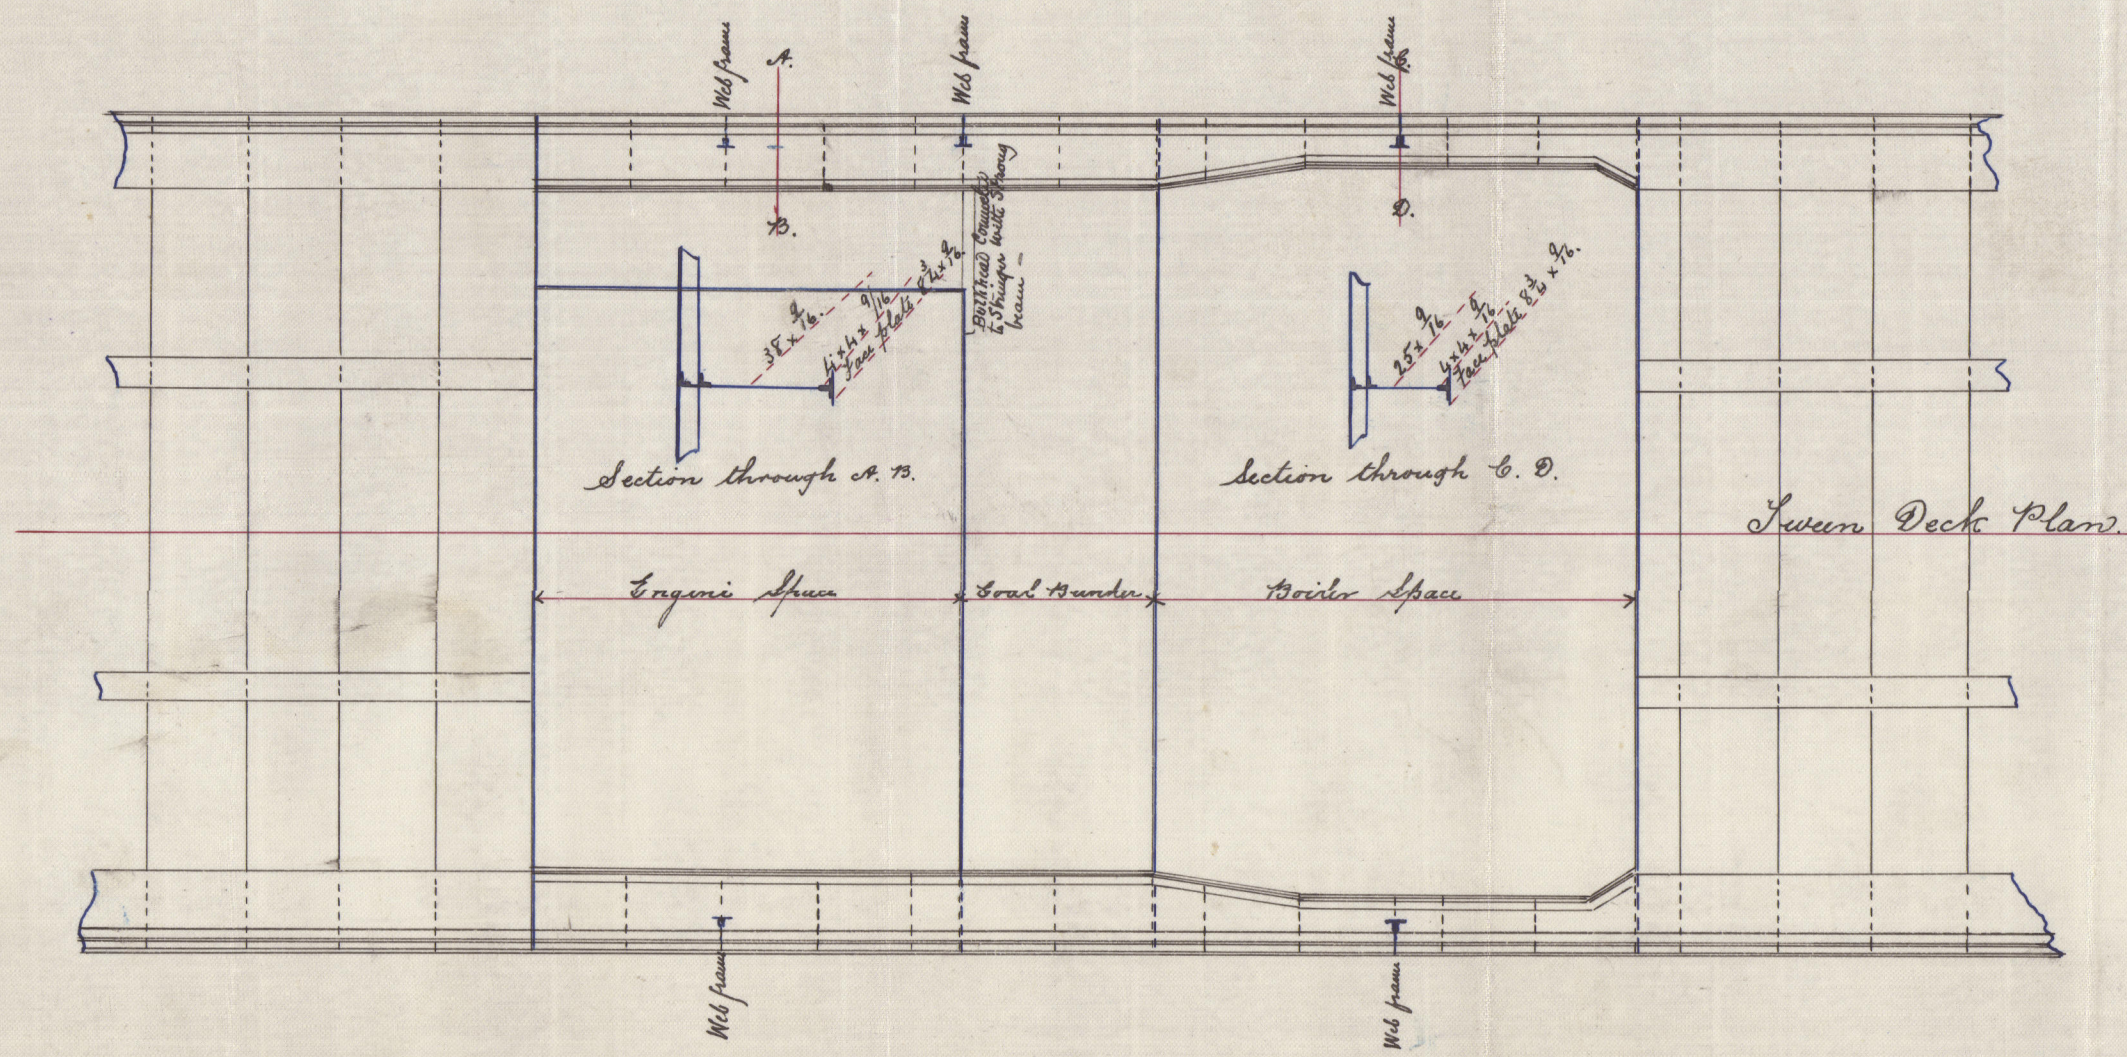 Web frame
A.
Web frame
Web frame
B.
D.
Bulkhead Connected
to Stringer with Strong
beam -
38 x 9/16.
4 x 4 x 9/16
face plate 8 3/4 x 9/16.
25 x 9/16
4 x 4 x 9/16
face plate 8 3/4 x 9/16.
Section through A. B.
Section through C. D.
Tween Deck Plan.
Engine Space
Coal Bunker
Boiler Space
Web frame
Web frame